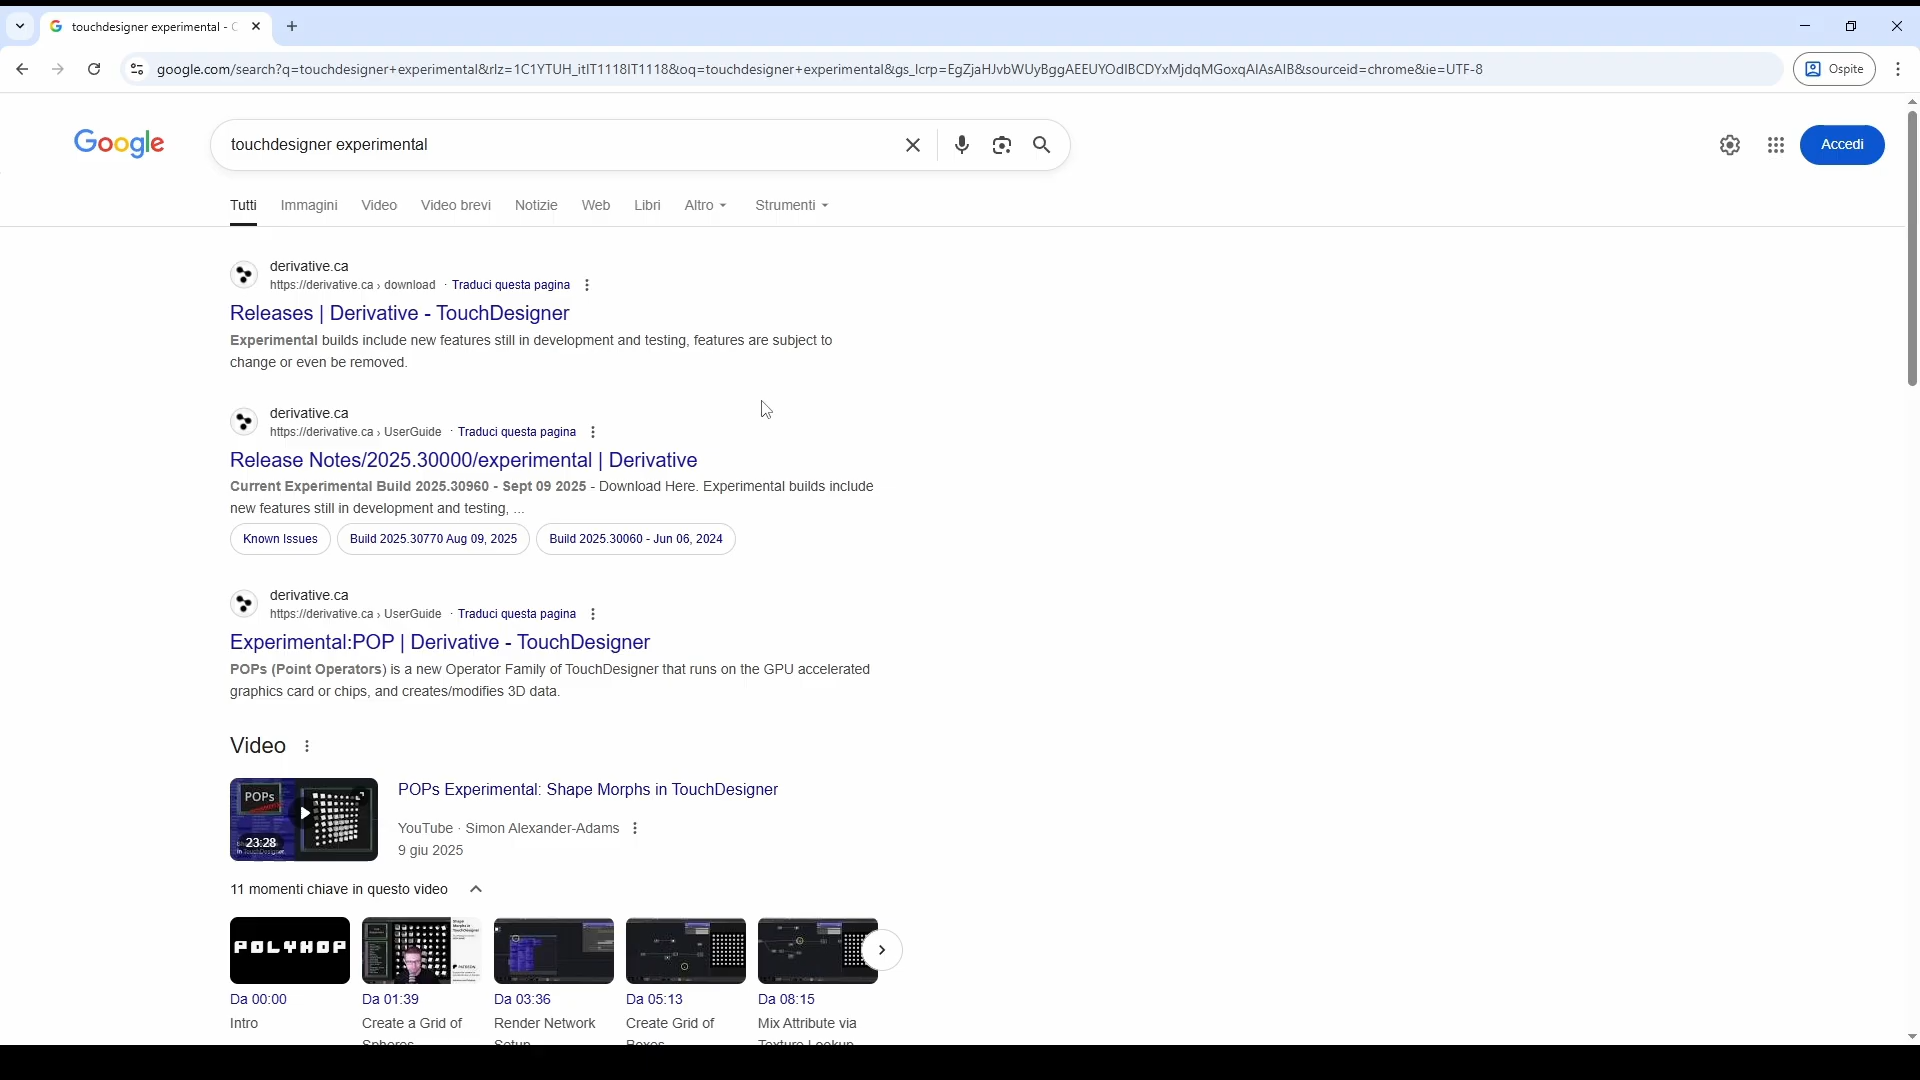 touchdesigner experimental - G
google.com/search?q=touchdesigner+experimental&rlz=1C1YTUH_itIT1118IT1118&oq=touchdesigner+experimental&gs_lcrp=EgZjaHJvbWUyBggAEEUYOdIBCDYxMjdqMGoxqAIAsAIB&sourceid=chrome&ie=UTF-8
Ospite
Google
touchdesigner experimental
Accedi
Tutti Immagini Video Video brevi Notizie Web Libri Altro Strumenti
derivative.ca
https://derivative.ca › download · Traduci questa pagina
Releases | Derivative - TouchDesigner
Experimental builds include new features still in development and testing, features are subject to
change or even be removed.
derivative.ca
https://derivative.ca › UserGuide · Traduci questa pagina
Release Notes/2025.30000/experimental | Derivative
Current Experimental Build 2025.30960 - Sept 09 2025 - Download Here. Experimental builds include
new features still in development and testing, ...
Known Issues Build 2025.30770 Aug 09, 2025 Build 2025.30060 - Jun 06, 2024
derivative.ca
https://derivative.ca › UserGuide · Traduci questa pagina
Experimental:POP | Derivative - TouchDesigner
POPs (Point Operators) is a new Operator Family of TouchDesigner that runs on the GPU accelerated
graphics card or chips, and creates/modifies 3D data.
Video
POPs
23:28
in TouchDesigner
POPs Experimental: Shape Morphs in TouchDesigner
YouTube · Simon Alexander-Adams
9 giu 2025
11 momenti chiave in questo video
POLYHOP
Da 00:00 Da 01:39 Da 03:36 Da 05:13 Da 08:15
Intro Create a Grid of Render Network Create Grid of Mix Attribute via
Spheres Setup Boxes Texture Lookup